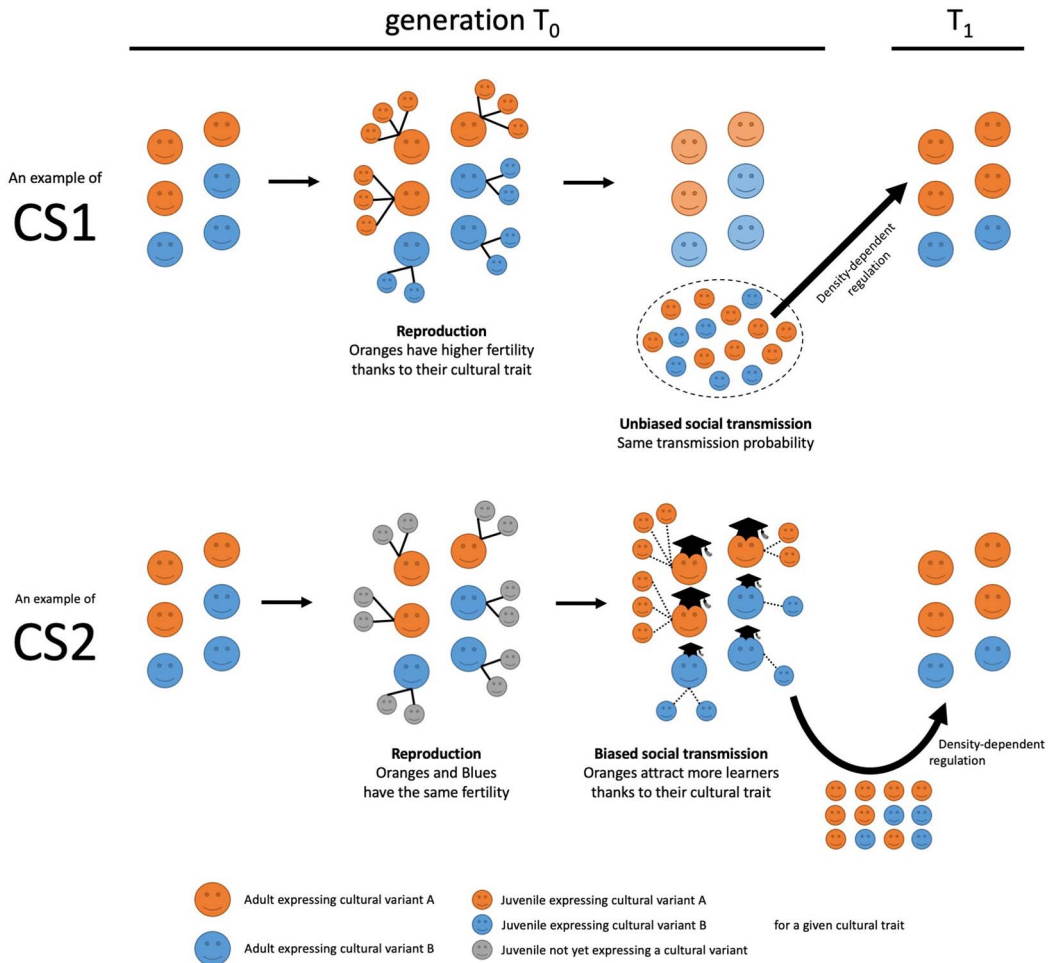 generation T₀
T₁
An example of
CS1
Reproduction
Oranges have higher fertility
thanks to their cultural trait
Unbiased social transmission
Same transmission probability
Density-dependent
regulation
An example of
CS2
Reproduction
Oranges and Blues
have the same fertility
Biased social transmission
Oranges attract more learners
thanks to their cultural trait
Density-dependent
regulation
Adult expressing cultural variant A
Adult expressing cultural variant B
Juvenile expressing cultural variant A
Juvenile expressing cultural variant B
Juvenile not yet expressing a cultural variant
for a given cultural trait